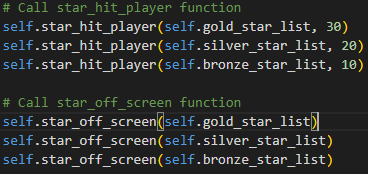 # Call star_hit_player function
self.star_hit_player(self.gold_star_list, 30)
self.star_hit_player(self.silver_star_list, 20)
self.star_hit_player(self.bronze_star_list, 10)
# Call star_off_screen function
self.star_off_screen(self.gold_star_list)
self.star_off_screen(self.silver_star_list)
self.star_off_screen(self.bronze_star_list)